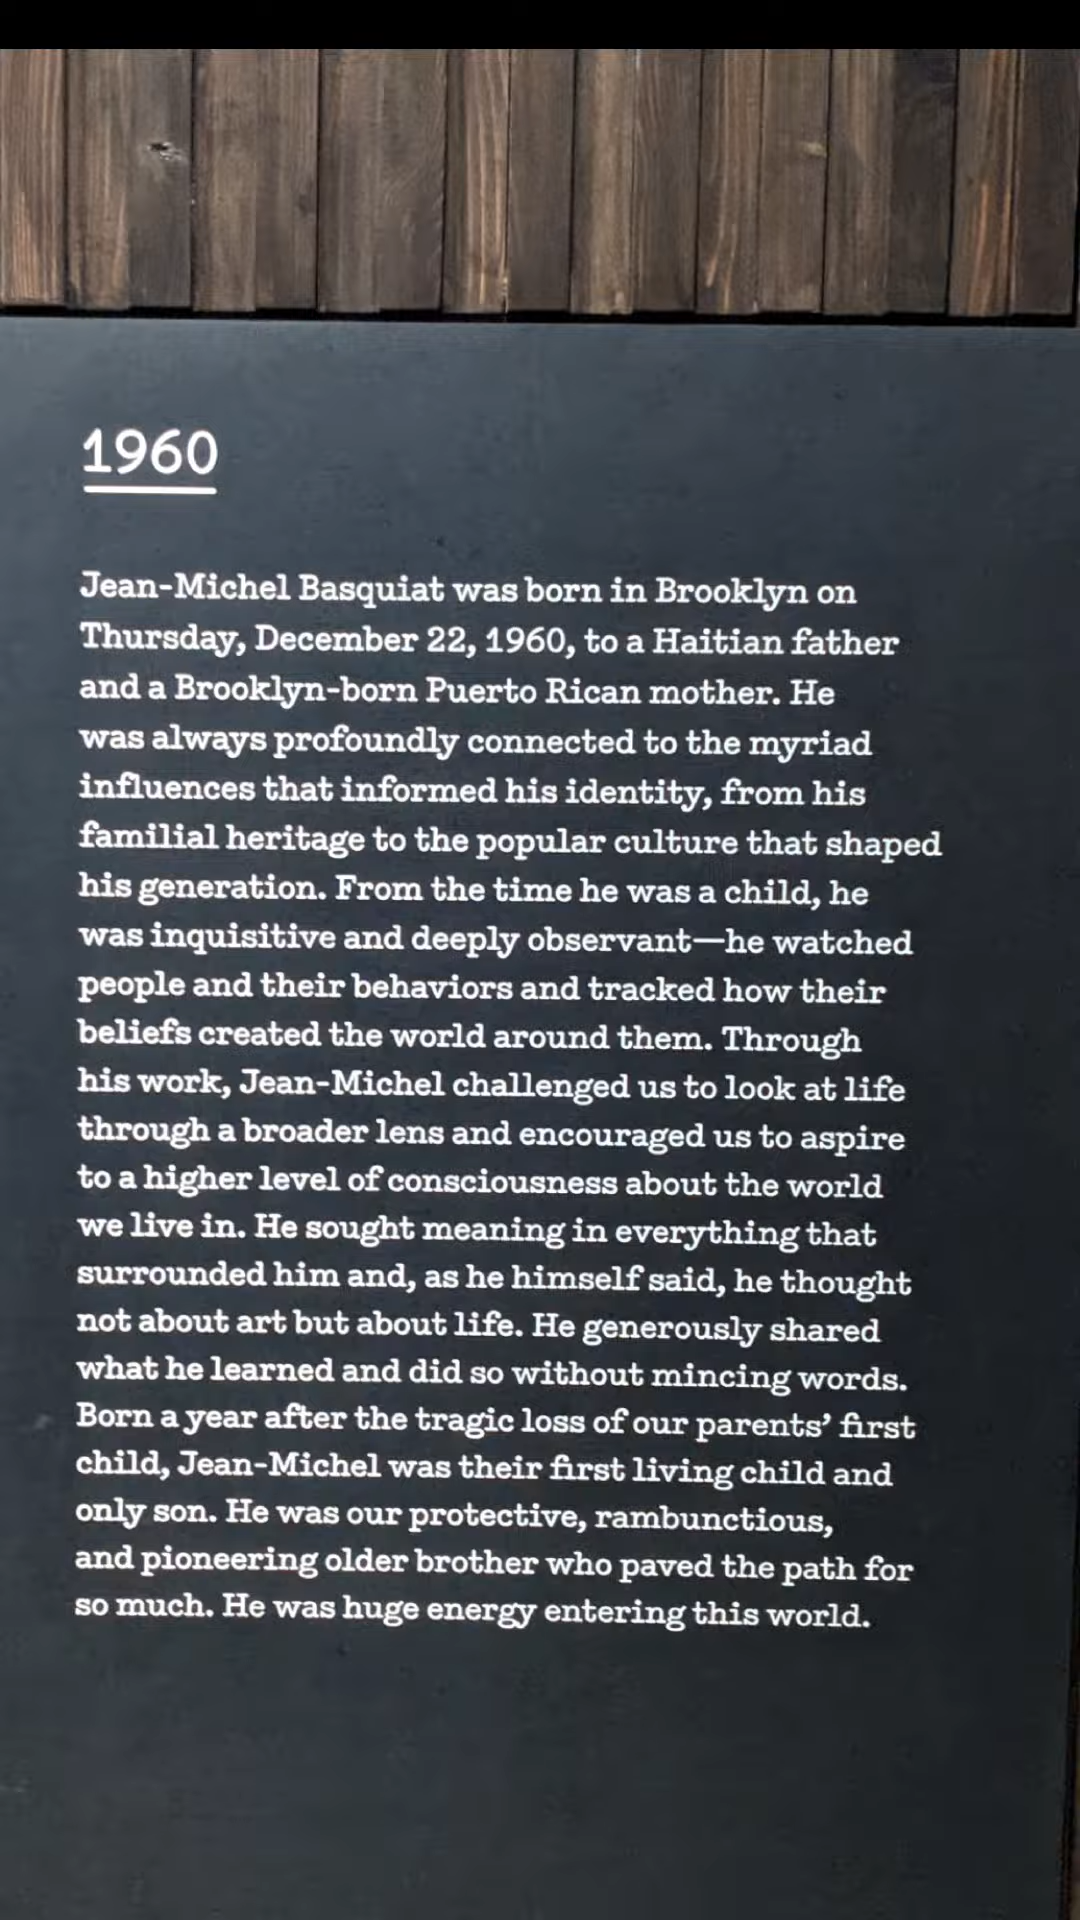 1960
Jean-Michel Basquiat was born in Brooklyn on
Thursday, December 22, 1960, to a Haitian father
and a Brooklyn-born Puerto Rican mother. He
was always profoundly connected to the myriad
influences that informed his identity, from his
familial heritage to the popular culture that shaped
his generation. From the time he was a child, he
was inquisitive and deeply observant—he watched
people and their behaviors and tracked how their
beliefs created the world around them. Through
his work, Jean-Michel challenged us to look at life
through a broader lens and encouraged us to aspire
to a higher level of consciousness about the world
we live in. He sought meaning in everything that
surrounded him and, as he himself said, he thought
not about art but about life. He generously shared
what he learned and did so without mincing words.
Born a year after the tragic loss of our parents’ first
child, Jean-Michel was their first living child and
only son. He was our protective, rambunctious,
and pioneering older brother who paved the path for
so much. He was huge energy entering this world.